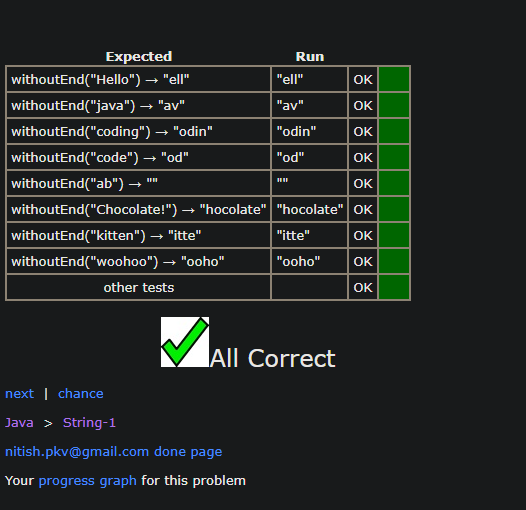 Expected Run
withoutEnd("Hello") → "ell" "ell" OK
withoutEnd("java") → "av" "av" OK
withoutEnd("coding") → "odin" "odin" OK
withoutEnd("code") → "od" "od" OK
withoutEnd("ab") → "" "" OK
withoutEnd("Chocolate!") → "hocolate" "hocolate" OK
withoutEnd("kitten") → "itte" "itte" OK
withoutEnd("woohoo") → "ooho" "ooho" OK
other tests OK
All Correct
next | chance
Java > String-1
nitish.pkv@gmail.com done page
Your progress graph for this problem